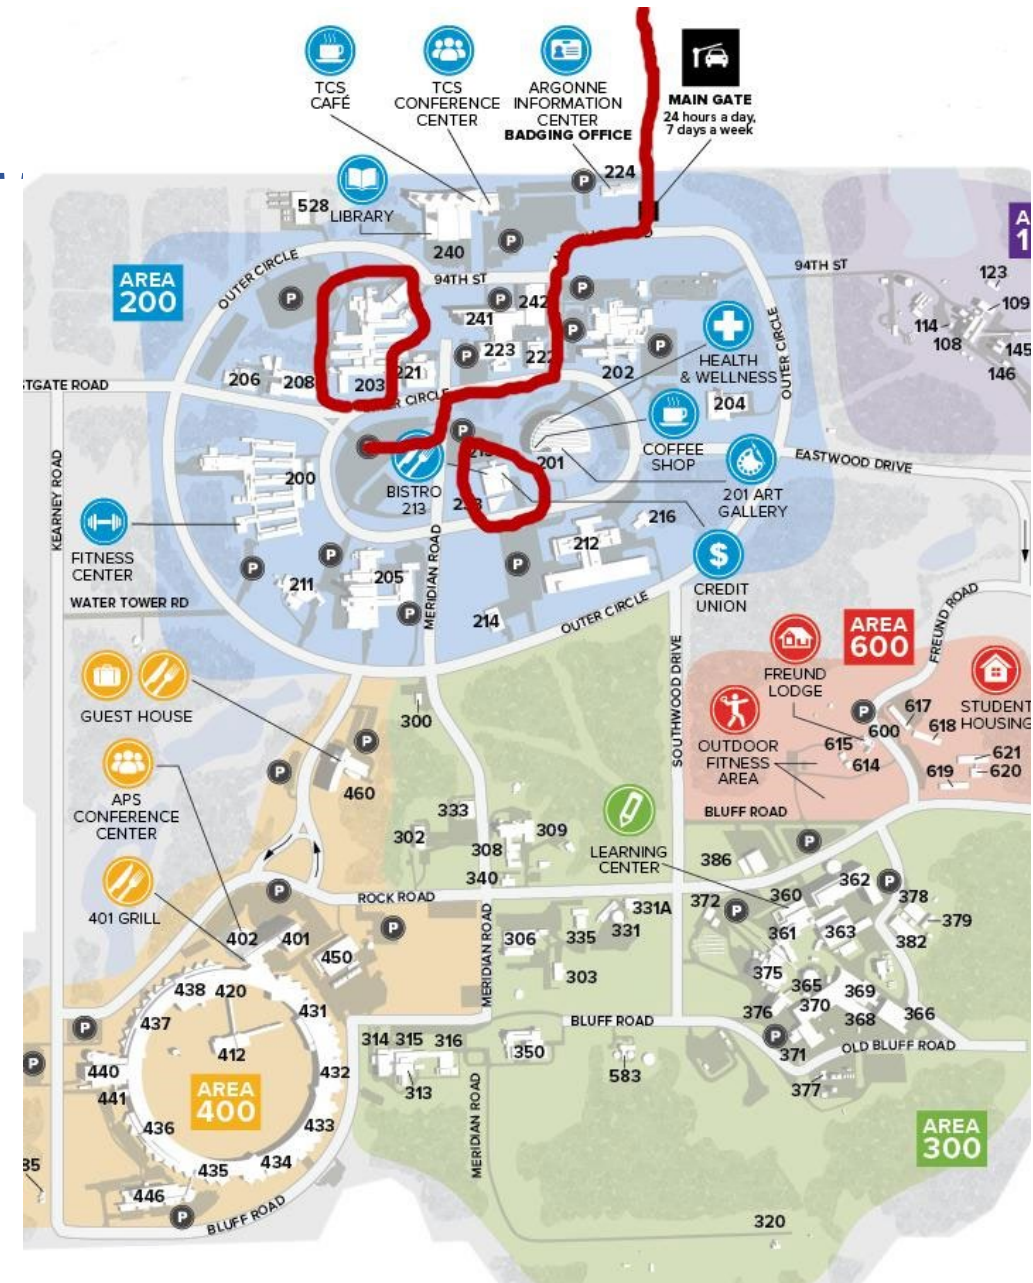 TCS
CAFÉ
TCS
CONFERENCE
CENTER
ARGONNE
INFORMATION
CENTER
BADGING OFFICE
MAIN GATE
24 hours a day,
7 days a week
P
224
528
LIBRARY
240
P
OUTER CIRCLE
94TH ST
94TH ST
AREA
200
P
P
242
P
241
P
223
222
P
202
P
P
HEALTH
& WELLNESS
OUTER CIRCLE
123
109
114
108
145
146
STGATE ROAD
206
208
203
221
CIRCLE
204
COFFEE
SHOP
P
P
BISTRO
213
201
201 ART
GALLERY
EASTWOOD DRIVE
KEARNEY ROAD
200
FITNESS
CENTER
P
P
211
205
P
MERIDIAN ROAD
P
212
216
$
CREDIT
UNION
214
OUTER CIRCLE
WATER TOWER RD
FREUND ROAD
AREA
600
FREUND
LODGE
STUDENT
HOUSING
GUEST HOUSE
300
SOUTHWOOD DRIVE
OUTDOOR
FITNESS
AREA
P
617
600
618
615
614
621
620
619
P
P
460
APS
CONFERENCE
CENTER
333
302
309
308
340
LEARNING
CENTER
BLUFF ROAD
P
386
401 GRILL
P
ROCK ROAD
P
402
401
450
331A
331
335
306
303
372
P
360
362
P
378
379
361
363
382
375
365
369
376
370
368
366
438
420
431
437
MERIDIAN ROAD
P
P
412
440
441
432
AREA
400
436
433
435
434
446
P
BLUFF ROAD
314
315
316
313
350
BLUFF ROAD
583
P
371
OLD BLUFF ROAD
377
MERIDIAN ROAD
AREA
300
320